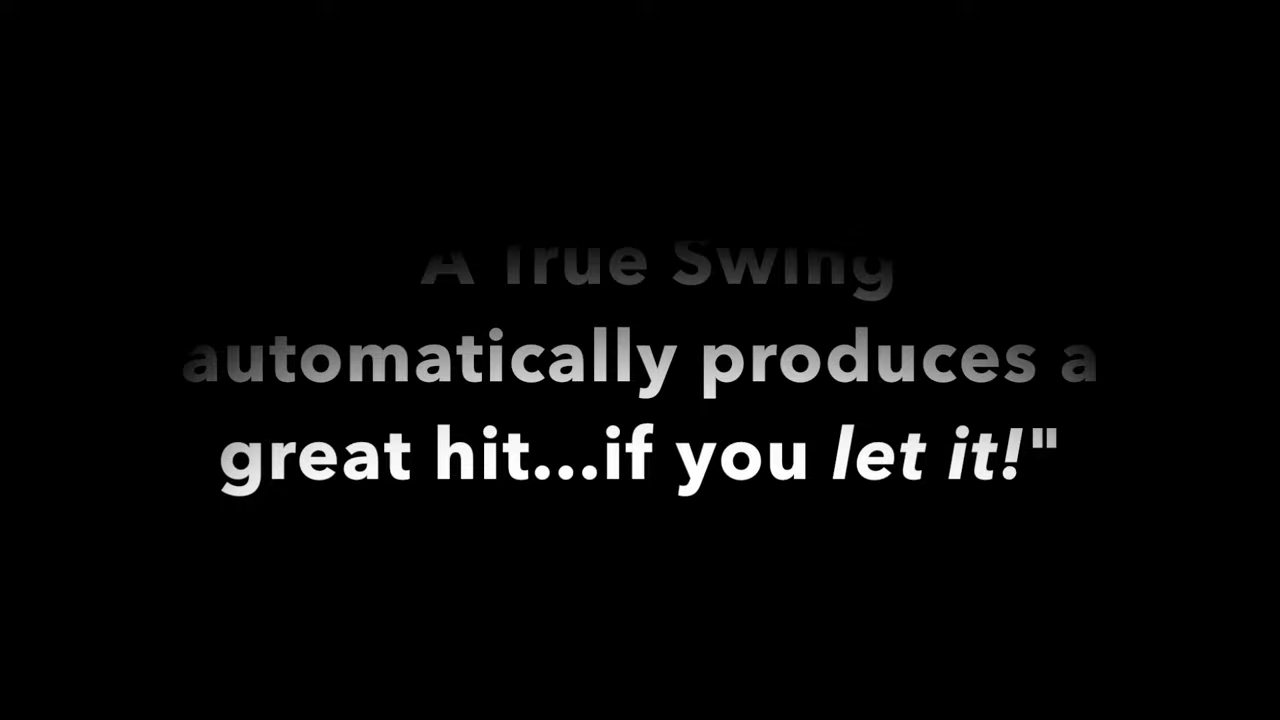 A True Swing
automatically produces a
great hit...if you let it!"